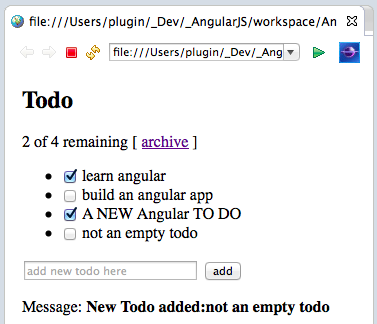 file:///Users/plugin/_Dev/_AngularJS/workspace/An
file:///Users/plugin/_Dev/_Ang
Todo
2 of 4 remaining [ archive ]
learn angular
build an angular app
A NEW Angular TO DO
not an empty todo
add new todo here add
Message: New Todo added:not an empty todo